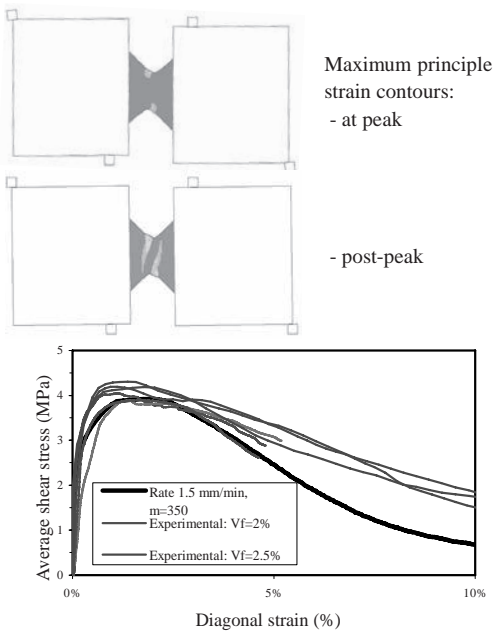 Maximum principle
strain contours:
- at peak
- post-peak
Average shear stress (MPa)
5
4
3
2
1
0
Rate 1.5 mm/min,
m=350
Experimental: Vf=2%
Experimental: Vf=2.5%
0%
5%
10%
Diagonal strain (%)